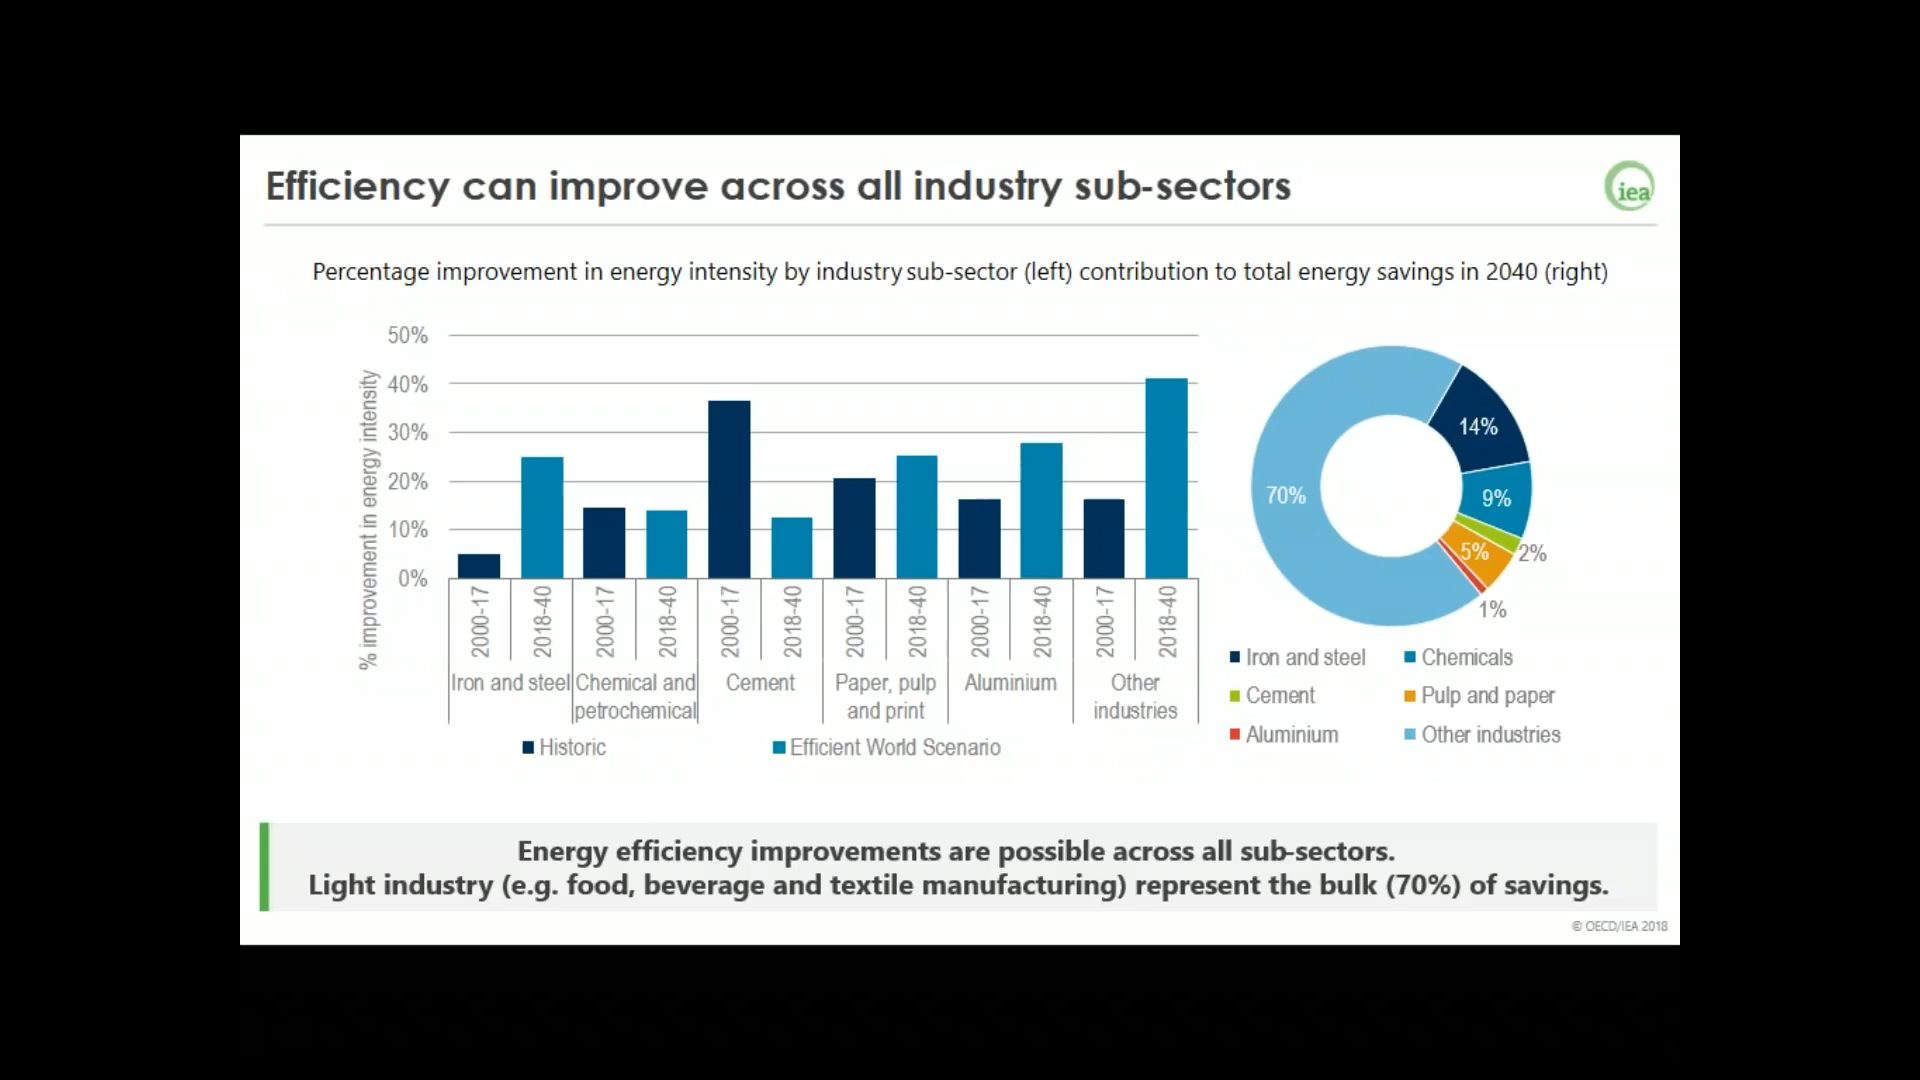 Efficiency can improve across all industry sub-sectors
iea
Percentage improvement in energy intensity by industry sub-sector (left) contribution to total energy savings in 2040 (right)
% improvement in energy intensity
50%
40%
30%
20%
10%
0%
2000-17
2018-40
2000-17
2018-40
2000-17
2018-40
2000-17
2018-40
2000-17
2018-40
2000-17
2018-40
Iron and steel
Chemical and
petrochemical
Cement
Paper, pulp
and print
Aluminium
Other
industries
Historic
Efficient World Scenario
14%
9%
2%
5%
1%
70%
Iron and steel
Chemicals
Cement
Pulp and paper
Aluminium
Other industries
Energy efficiency improvements are possible across all sub-sectors.
Light industry (e.g. food, beverage and textile manufacturing) represent the bulk (70%) of savings.
© OECD/IEA 2018